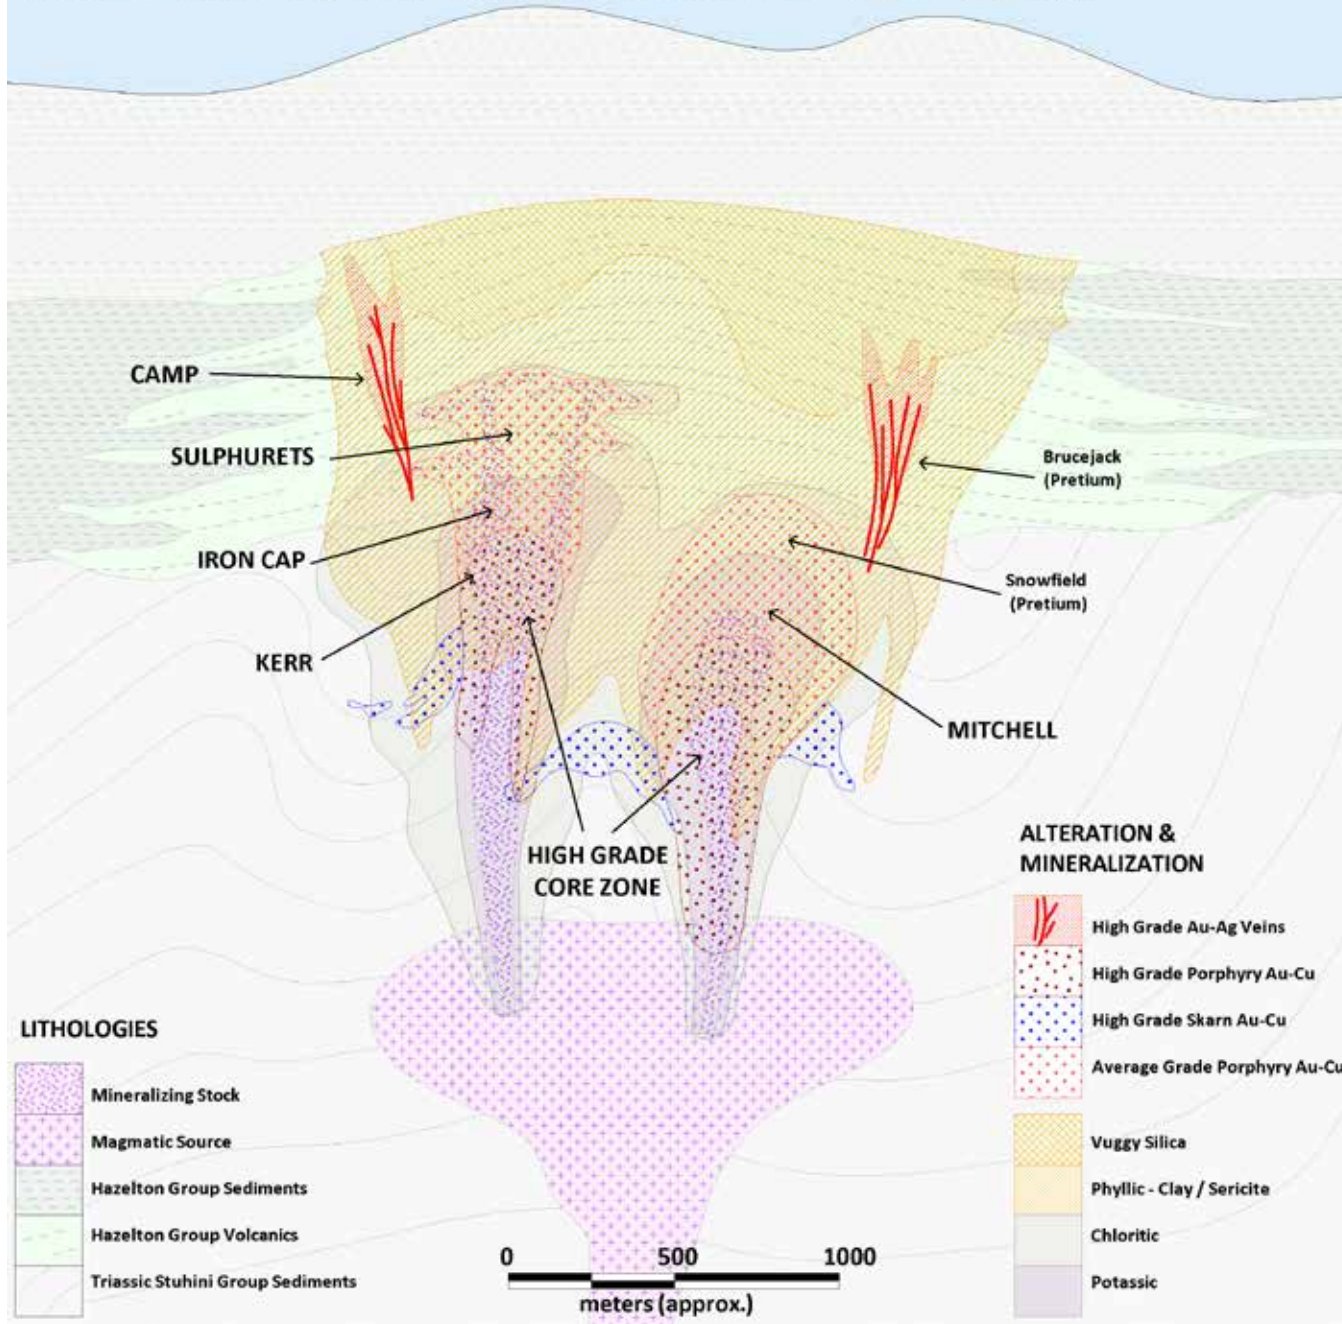 CAMP
SULPHURETS
IRON CAP
KERR
Brucejack
(Pretium)
Snowfield
(Pretium)
MITCHELL
HIGH GRADE
CORE ZONE
ALTERATION &
MINERALIZATION
High Grade Au-Ag Veins
High Grade Porphyry Au-Cu
High Grade Skarn Au-Cu
Average Grade Porphyry Au-Cu
Vuggy Silica
Phyllic - Clay / Sericite
Chloritic
Potassic
LITHOLOGIES
Mineralizing Stock
Magmatic Source
Hazelton Group Sediments
Hazelton Group Volcanics
Triassic Stuhini Group Sediments
0 500 1000
meters (approx.)